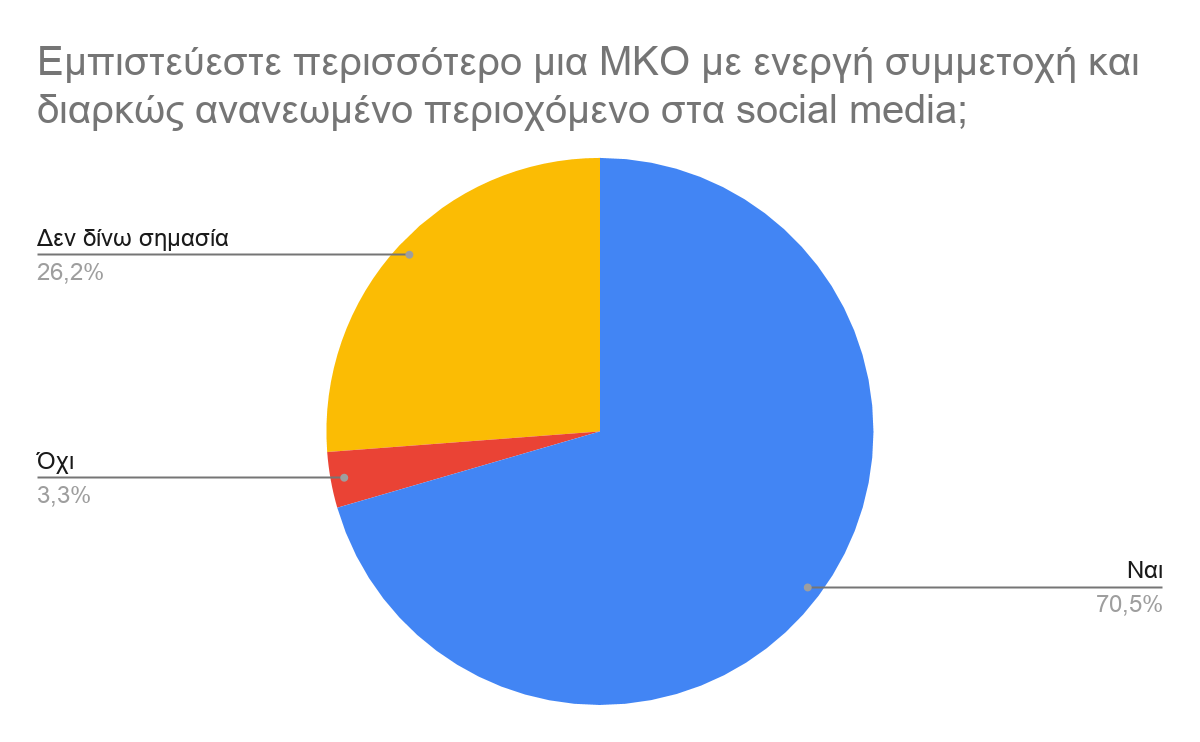 Εμπιστεύεστε περισσότερο μια ΜΚΟ με ενεργή συμμετοχή και
διαρκώς ανανεωμένο περιοχόμενο στα social media;
Δεν δίνω σημασία
26,2%
Όχι
3,3%
Ναι
70,5%